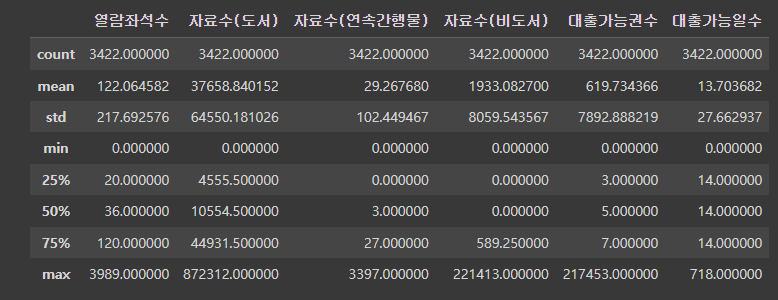 열람좌석수 자료수(도서) 자료수(연속간행물) 자료수(비도서) 대출가능권수 대출가능일수
count 3422.000000 3422.000000 3422.000000 3422.000000 3422.000000 3422.000000
mean 122.064582 37658.840152 29.267680 1933.082700 619.734366 13.703682
std 217.692576 64550.181026 102.449467 8059.543567 7892.888219 27.662937
min 0.000000 0.000000 0.000000 0.000000 0.000000 0.000000
25% 20.000000 4555.500000 0.000000 0.000000 3.000000 14.000000
50% 36.000000 10554.500000 3.000000 0.000000 5.000000 14.000000
75% 120.000000 44931.500000 27.000000 589.250000 7.000000 14.000000
max 3989.000000 872312.000000 3397.000000 221413.000000 217453.000000 718.000000